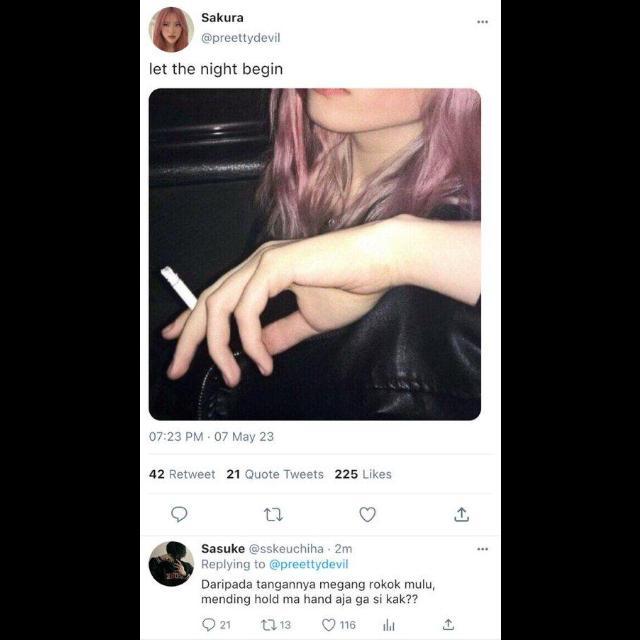 Sakura
@preettydevil
let the night begin
07:23 PM · 07 May 23
42 Retweet 21 Quote Tweets 225 Likes
Sasuke @sskeuchiha · 2m
Replying to @preettydevil
Daripada tangannya megang rokok mulu,
mending hold ma hand aja ga si kak??
21 13 116